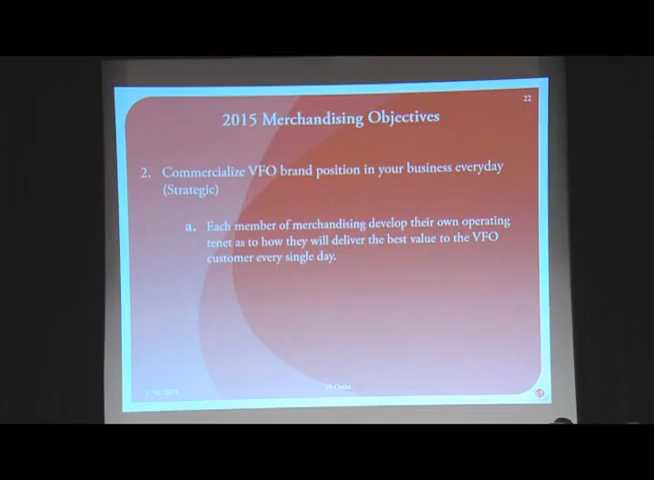 22
2015 Merchandising Objectives
2. Commercialize VFO brand position in your business everyday
(Strategic)
a. Each member of merchandising develop their own operating
tenet as to how they will deliver the best value to the VFO
customer every single day.